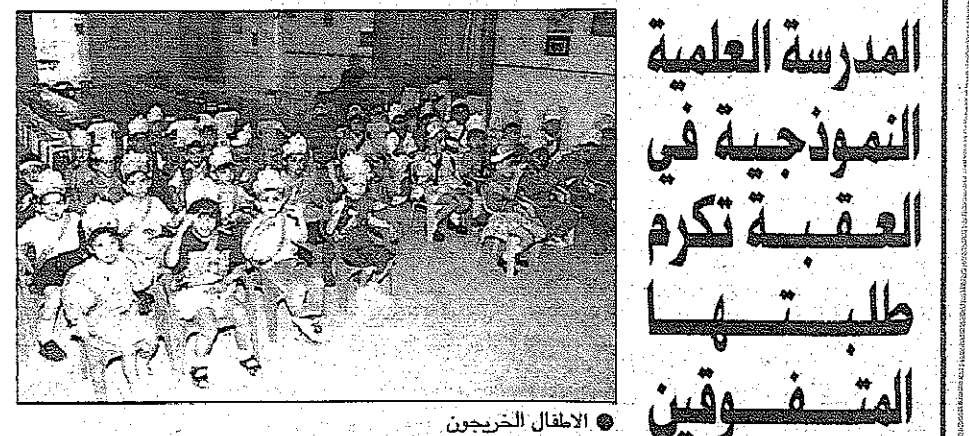 المدرسة العلمية
النموذجية في
العقبة تكرم
طلبتها
المتفوقين
الاطفال الخريجون